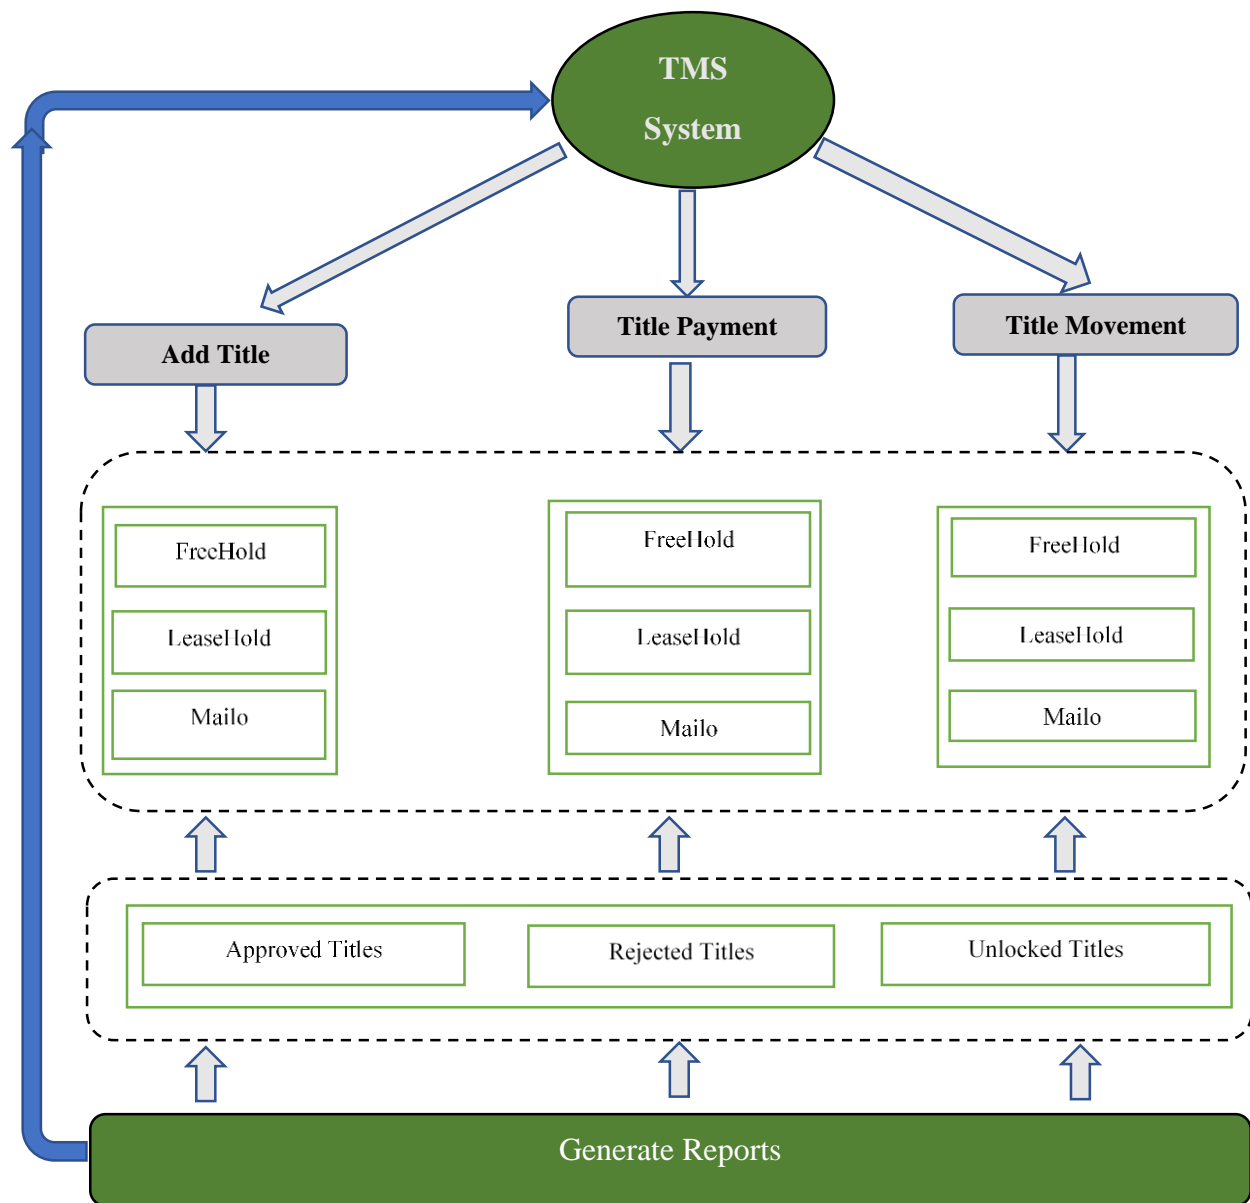 TMS
System
Add Title
Title Payment
Title Movement
FreeHold
LeaseHold
Mailo
FreeHold
LeaseHold
Mailo
FreeHold
LeaseHold
Mailo
Approved Titles
Rejected Titles
Unlocked Titles
Generate Reports